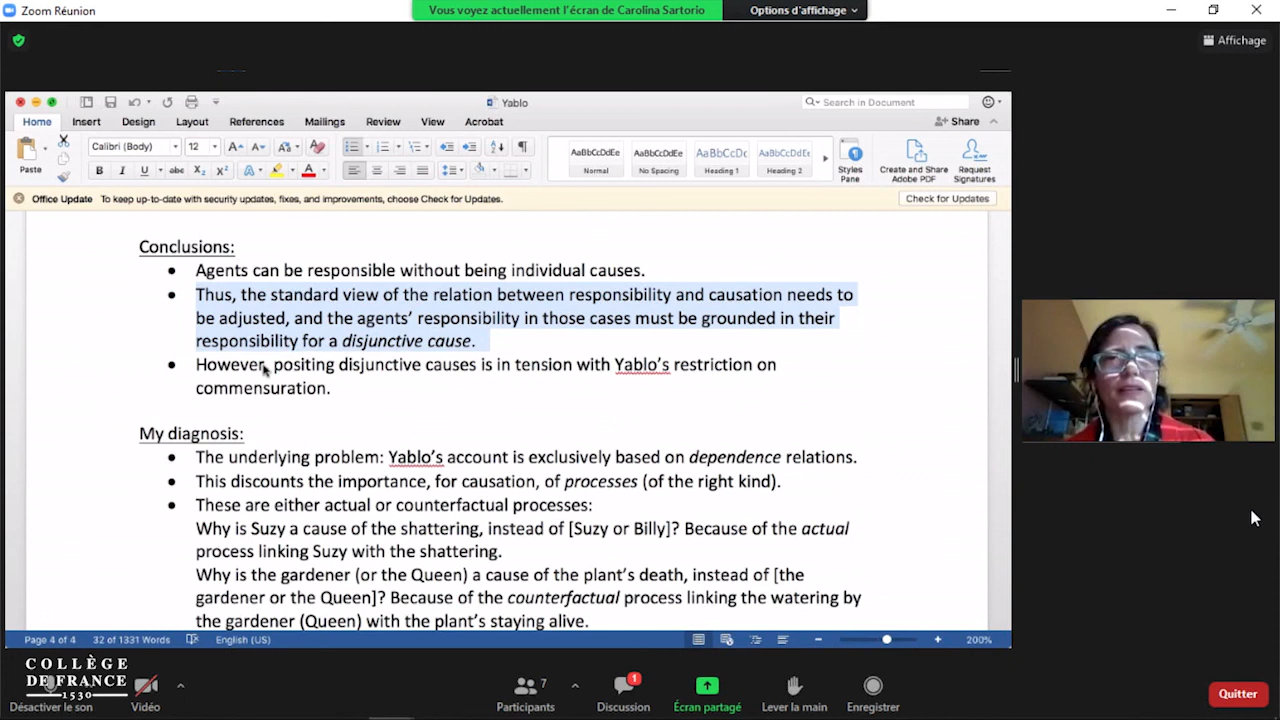 Zoom Réunion
Vous voyez actuellement l'écran de Carolina Sartorio
Options d'affichage
Affichage
Yablo
Search in Document
Home Insert Design Layout References Mailings Review View Acrobat
Share
Paste
Calibri (Body) 12
AaBbCcDdEe AaBbCcDdEe AaBbCcDc AaBbCcDdEe
Normal No Spacing Heading 1 Heading 2
Styles Pane
Create and Share Adobe PDF
Request Signatures
Office Update To keep up-to-date with security updates, fixes, and improvements, choose Check for Updates.
Check for Updates
Conclusions:
• Agents can be responsible without being individual causes.
• Thus, the standard view of the relation between responsibility and causation needs to
be adjusted, and the agents' responsibility in those cases must be grounded in their
responsibility for a disjunctive cause.
• However, positing disjunctive causes is in tension with Yablo's restriction on
commensuration.
My diagnosis:
• The underlying problem: Yablo's account is exclusively based on dependence relations.
• This discounts the importance, for causation, of processes (of the right kind).
• These are either actual or counterfactual processes:
Why is Suzy a cause of the shattering, instead of [Suzy or Billy]? Because of the actual
process linking Suzy with the shattering.
Why is the gardener (or the Queen) a cause of the plant's death, instead of [the
gardener or the Queen]? Because of the counterfactual process linking the watering by
the gardener (Queen) with the plant's staying alive.
Page 4 of 4 32 of 1331 Words English (US) 200%
COLLÈGE
DE FRANCE
1530
Désactiver le son
Vidéo
7
Participants
1
Discussion
Écran partagé
Lever la main
Enregistrer
Quitter